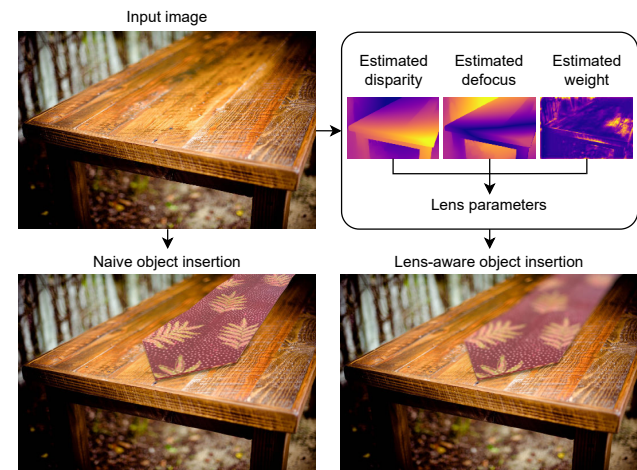 Input image
Estimated
disparity
Estimated
defocus
Estimated
weight
Lens parameters
Naive object insertion
Lens-aware object insertion